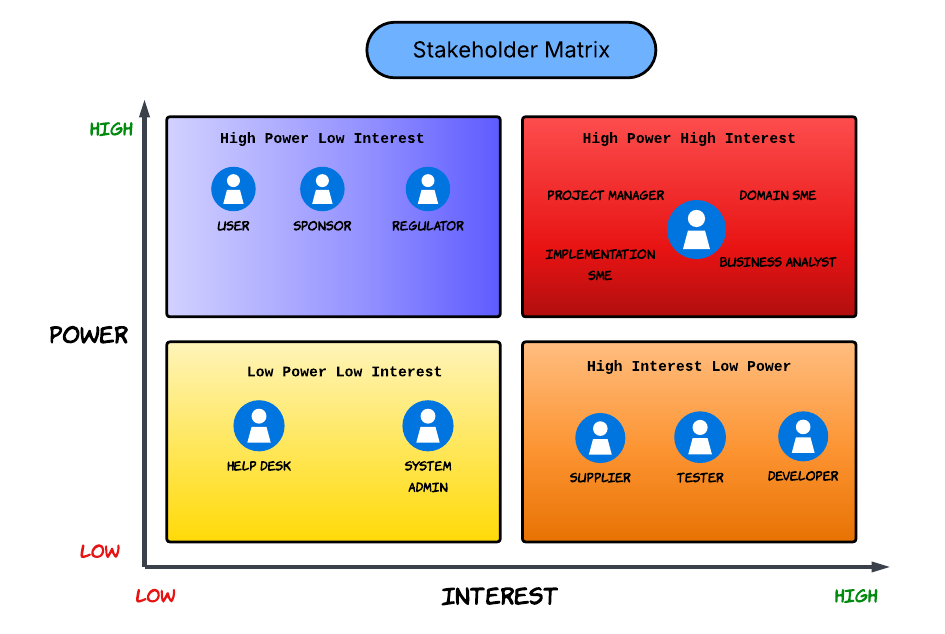 Stakeholder Matrix
HIGH
High Power Low Interest
USER
SPONSOR
REGULATOR
High Power High Interest
PROJECT MANAGER
DOMAIN SME
IMPLEMENTATION
SME
BUSINESS ANALYST
POWER
Low Power Low Interest
HELP DESK
SYSTEM
ADMIN
High Interest Low Power
SUPPLIER
TESTER
DEVELOPER
LOW
LOW
INTEREST
HIGH